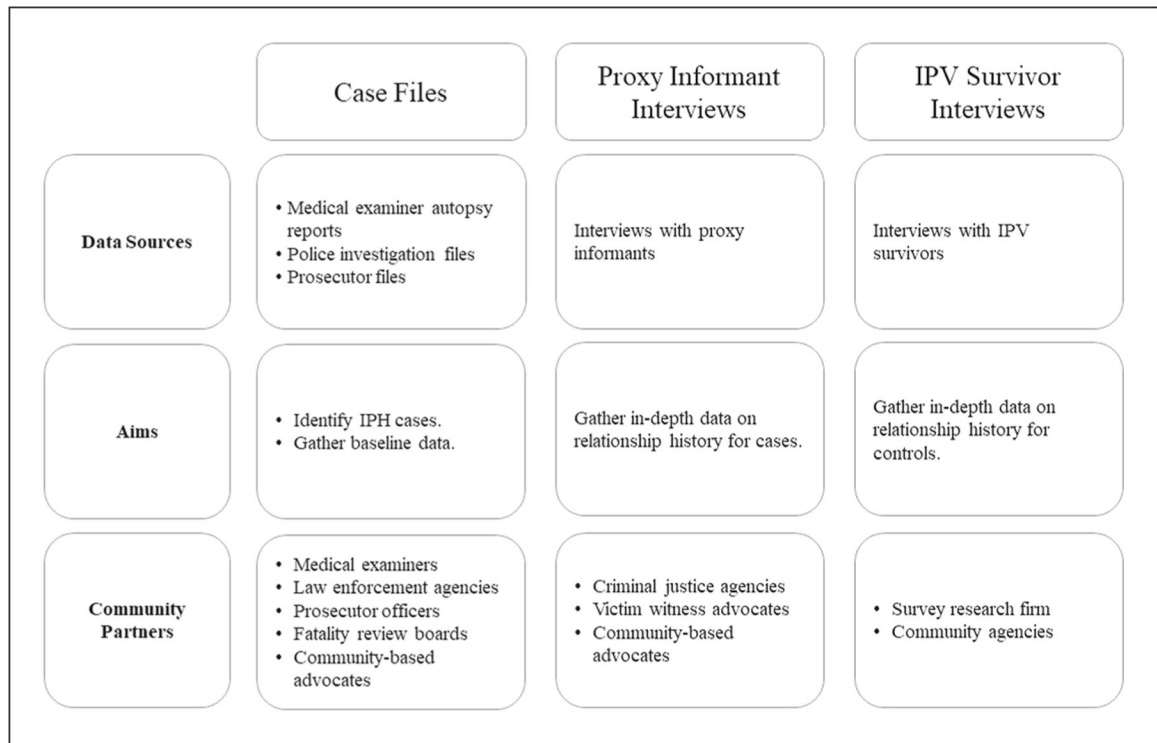 Case Files
Proxy Informant
Interviews
IPV Survivor
Interviews
Data Sources
• Medical examiner autopsy
reports
• Police investigation files
• Prosecutor files
Interviews with proxy
informants
Interviews with IPV
survivors
Aims
• Identify IPH cases.
• Gather baseline data.
Gather in-depth data on
relationship history for cases.
Gather in-depth data on
relationship history for
controls.
Community
Partners
• Medical examiners
• Law enforcement agencies
• Prosecutor officers
• Fatality review boards
• Community-based
advocates
• Criminal justice agencies
• Victim witness advocates
• Community-based
advocates
• Survey research firm
• Community agencies